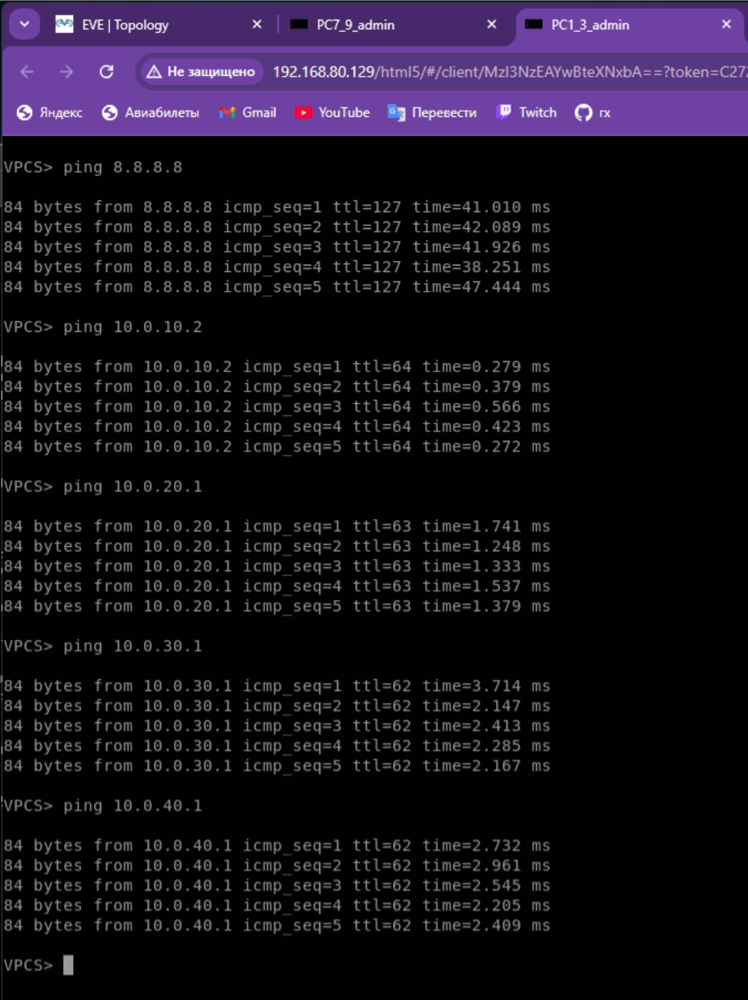 EVE | Topology
PC7_9_admin
PC1_3_admin
Не защищено 192.168.80.129/html5/#/client/MzI3NzEAYwBteXNxbA==?token=C272
Яндекс Авиабилеты Gmail YouTube Перевести Twitch rx
VPCS> ping 8.8.8.8
84 bytes from 8.8.8.8 icmp_seq=1 ttl=127 time=41.010 ms
84 bytes from 8.8.8.8 icmp_seq=2 ttl=127 time=42.089 ms
84 bytes from 8.8.8.8 icmp_seq=3 ttl=127 time=41.926 ms
84 bytes from 8.8.8.8 icmp_seq=4 ttl=127 time=38.251 ms
84 bytes from 8.8.8.8 icmp_seq=5 ttl=127 time=47.444 ms
VPCS> ping 10.0.10.2
84 bytes from 10.0.10.2 icmp_seq=1 ttl=64 time=0.279 ms
84 bytes from 10.0.10.2 icmp_seq=2 ttl=64 time=0.379 ms
84 bytes from 10.0.10.2 icmp_seq=3 ttl=64 time=0.566 ms
84 bytes from 10.0.10.2 icmp_seq=4 ttl=64 time=0.423 ms
84 bytes from 10.0.10.2 icmp_seq=5 ttl=64 time=0.272 ms
VPCS> ping 10.0.20.1
84 bytes from 10.0.20.1 icmp_seq=1 ttl=63 time=1.741 ms
84 bytes from 10.0.20.1 icmp_seq=2 ttl=63 time=1.248 ms
84 bytes from 10.0.20.1 icmp_seq=3 ttl=63 time=1.333 ms
84 bytes from 10.0.20.1 icmp_seq=4 ttl=63 time=1.537 ms
84 bytes from 10.0.20.1 icmp_seq=5 ttl=63 time=1.379 ms
VPCS> ping 10.0.30.1
84 bytes from 10.0.30.1 icmp_seq=1 ttl=62 time=3.714 ms
84 bytes from 10.0.30.1 icmp_seq=2 ttl=62 time=2.147 ms
84 bytes from 10.0.30.1 icmp_seq=3 ttl=62 time=2.413 ms
84 bytes from 10.0.30.1 icmp_seq=4 ttl=62 time=2.285 ms
84 bytes from 10.0.30.1 icmp_seq=5 ttl=62 time=2.167 ms
VPCS> ping 10.0.40.1
84 bytes from 10.0.40.1 icmp_seq=1 ttl=62 time=2.732 ms
84 bytes from 10.0.40.1 icmp_seq=2 ttl=62 time=2.961 ms
84 bytes from 10.0.40.1 icmp_seq=3 ttl=62 time=2.545 ms
84 bytes from 10.0.40.1 icmp_seq=4 ttl=62 time=2.205 ms
84 bytes from 10.0.40.1 icmp_seq=5 ttl=62 time=2.409 ms
VPCS>